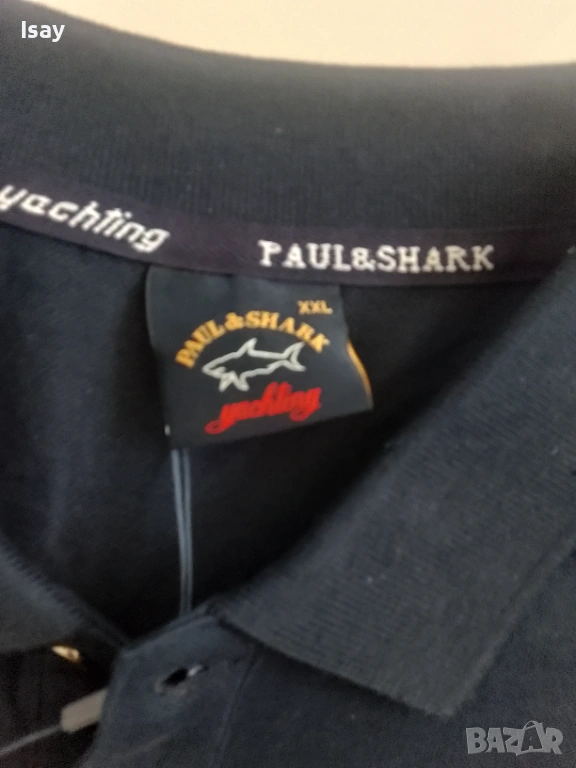 Isay
yachting PAUL&SHARK
XXL
PAUL & SHARK
yachting
BAZAR